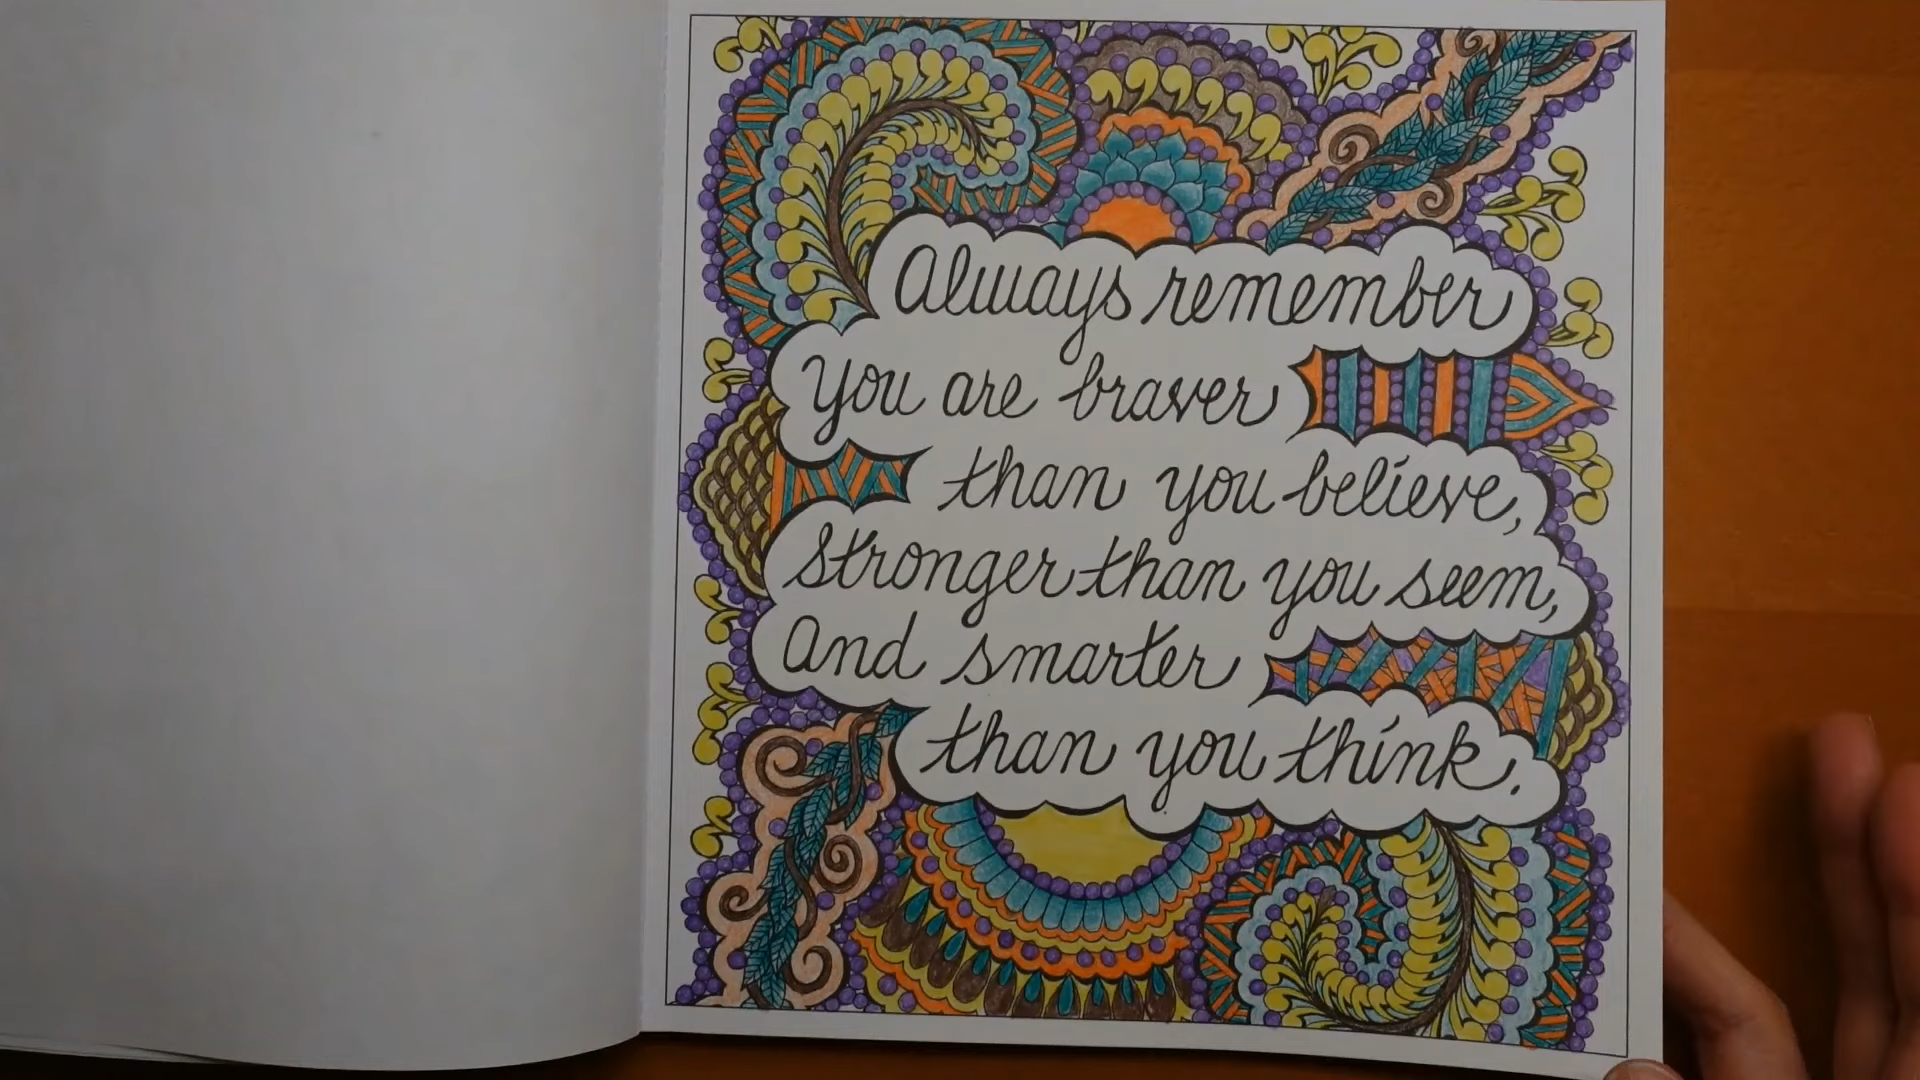 Always remember
You are braver
than you believe,
Stronger than you seem,
And smarter
than you think.